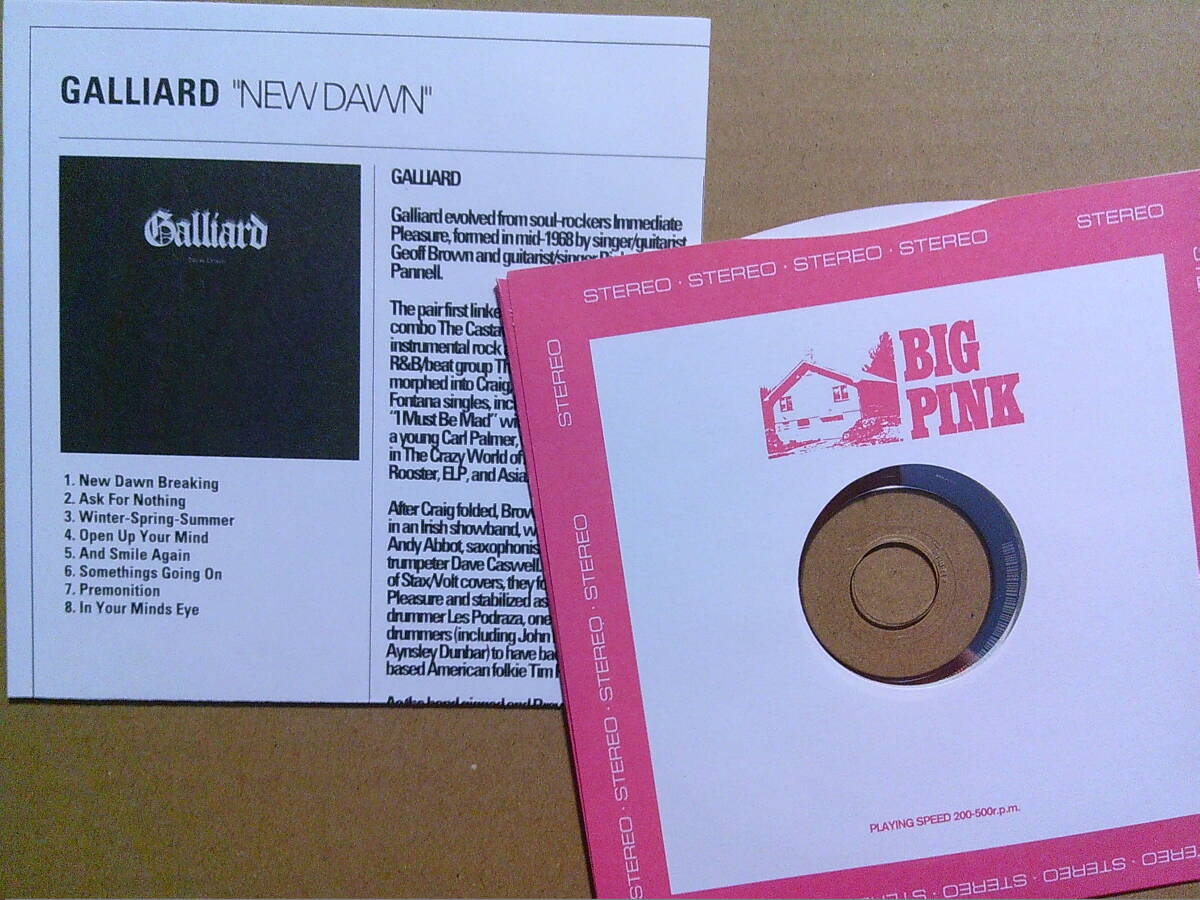 GALLIARD "NEW DAWN"
Galliard
1. New Dawn Breaking
2. Ask For Nothing
3. Winter-Spring-Summer
4. Open Up Your Mind
5. And Smile Again
6. Somethings Going On
7. Premonition
8. In Your Minds Eye
GALLIARD
Galliard evolved from soul-rockers Immediate
Pleasure, formed in mid-1968 by singer/guitarist
Geoff Brown and guitarist/singer
Pannell.
The pair first
combo The
instrumental rock
R&B/beat group
morphed into Craig,
Fontana singles,
"I Must Be Mad"
a young Carl Palmer,
in The Crazy World of
Rooster, ELP, and Asia
After Craig folded,
in an Irish showband,
Andy Abbot, saxophonis
trumpeter Dave Caswell.
of Stax/Volt covers, they
Pleasure and stabilized as
drummer Les Podraza, one
drummers (including John
Aynsley Dunbar) to have
based American folkie Tim
As the band gigged and
STEREO · STEREO · STEREO · STEREO
STEREO
STEREO
STEREO · STEREO · STEREO · STEREO
BIG
PINK
PLAYING SPEED 200-500r.p.m.
STEREO · STEREO · STEREO